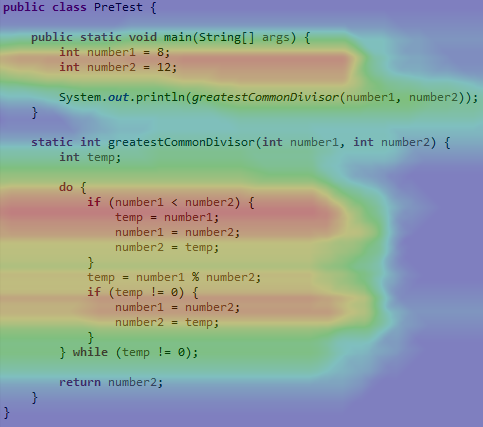 public class PreTest {
public static void main(String[] args) {
int number1 = 8;
int number2 = 12;
System.out.println(greatestCommonDivisor(number1, number2));
}
static int greatestCommonDivisor(int number1, int number2) {
int temp;
do {
if (number1 < number2) {
temp = number1;
number1 = number2;
number2 = temp;
}
temp = number1 % number2;
if (temp != 0) {
number1 = number2;
number2 = temp;
}
} while (temp != 0);
return number2;
}
}